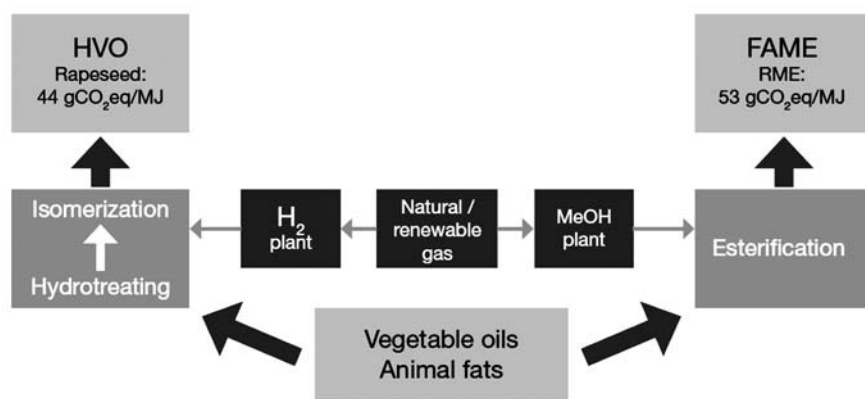 HVO
Rapeseed:
44 gCO₂eq/MJ
FAME
RME:
53 gCO₂eq/MJ
Isomerization
Hydrotreating
H₂
plant
Natural /
renewable
gas
MeOH
plant
Esterification
Vegetable oils
Animal fats